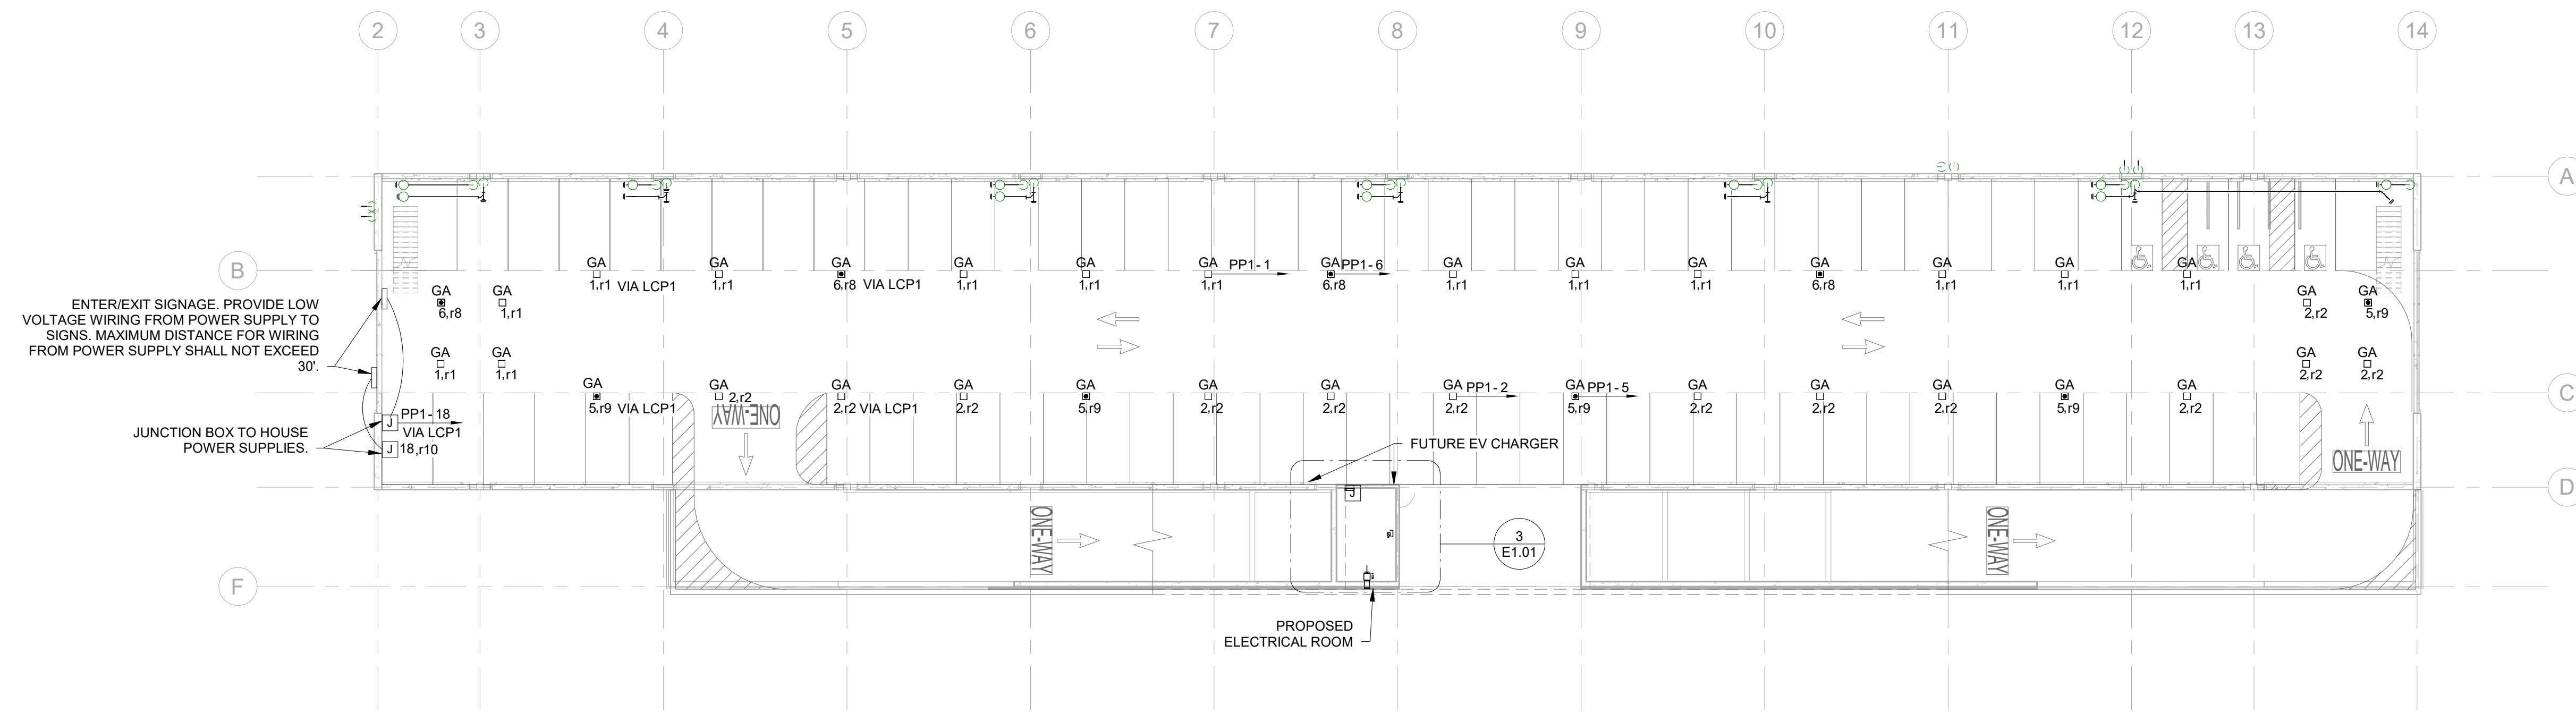 2 3 4 5 6 7 8 9 10 11 12 13 14
A
B
GA GA GA GA GA GA PP1-1 GA PP1-6 GA GA GA GA GA GA GA
1,r1 VIA LCP1 1,r1 6,r8 VIA LCP1 1,r1 1,r1 1,r1 6,r8 1,r1 1,r1 1,r1 6,r8 1,r1 1,r1 1,r1
GA GA
6,r8 1,r1
GA GA
2,r2 5,r9
ENTER/EXIT SIGNAGE. PROVIDE LOW
VOLTAGE WIRING FROM POWER SUPPLY TO
SIGNS. MAXIMUM DISTANCE FOR WIRING
FROM POWER SUPPLY SHALL NOT EXCEED
30'.
GA GA
1,r1 1,r1
GA GA
2,r2 2,r2
C
GA GA GA GA GA GA GA GA PP1-2 GA PP1-5 GA GA GA GA GA
5,r9 VIA LCP1 2,r2 2,r2 VIA LCP1 2,r2 5,r9 2,r2 2,r2 2,r2 5,r9 2,r2 2,r2 2,r2 5,r9 2,r2
ONE-WAY
J PP1-18
VIA LCP1
J 18,r10
JUNCTION BOX TO HOUSE
POWER SUPPLIES.
FUTURE EV CHARGER
ONE-WAY
D
J
ONE-WAY
3
E1.01
ONE-WAY
F
PROPOSED
ELECTRICAL ROOM